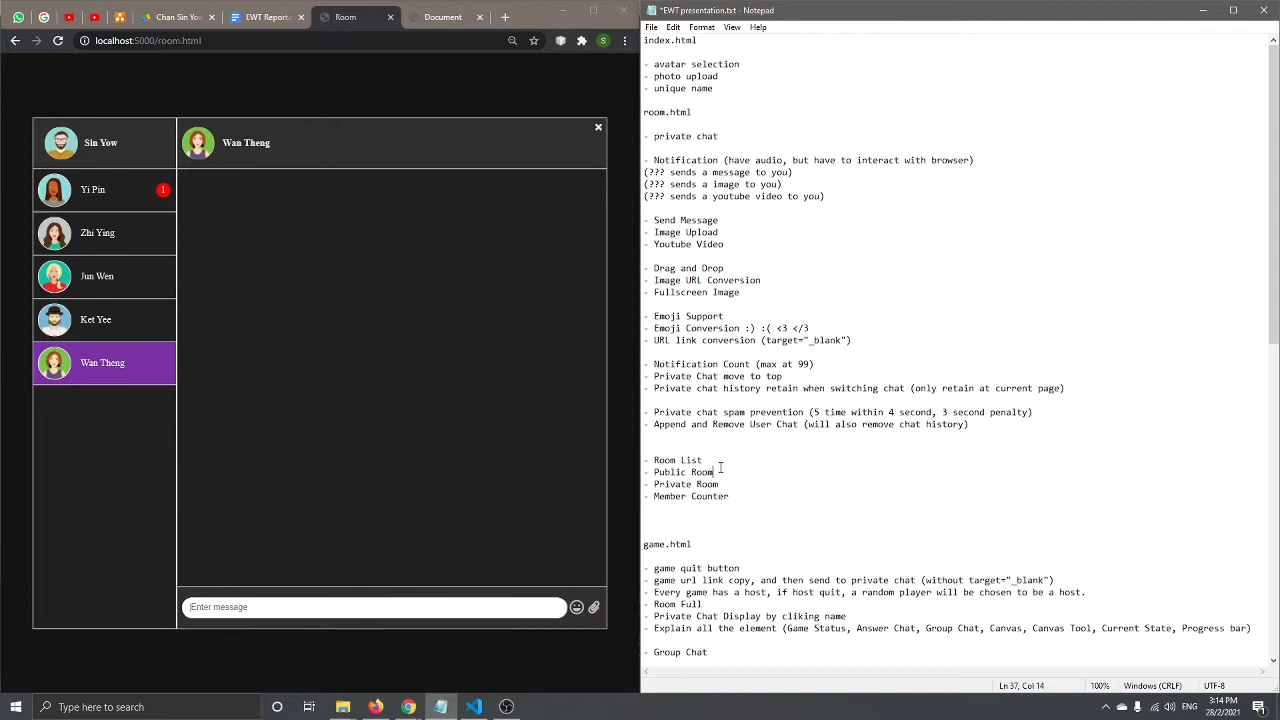 Chan Sin Yow
EWT Report
Room
Document
*EWT presentation.txt - Notepad
localhost:5000/room.html
S
File Edit Format View Help
Sin Yow
Yi Pin
1
Zhi Ying
Jun Wen
Ket Yee
Wan Theng
Wan Theng
Enter message
index.html
- avatar selection
- photo upload
- unique name
room.html
- private chat
- Notification (have audio, but have to interact with browser)
(??? sends a message to you)
(??? sends a image to you)
(??? sends a youtube video to you)
- Send Message
- Image Upload
- Youtube Video
- Drag and Drop
- Image URL Conversion
- Fullscreen Image
- Emoji Support
- Emoji Conversion :) :( <3 </3
- URL link conversion (target="_blank")
- Notification Count (max at 99)
- Private Chat move to top
- Private chat history retain when switching chat (only retain at current page)
- Private chat spam prevention (5 time within 4 second, 3 second penalty)
- Append and Remove User Chat (will also remove chat history)
- Room List
- Public Room
- Private Room
- Member Counter
game.html
- game quit button
- game url link copy, and then send to private chat (without target="_blank")
- Every game has a host, if host quit, a random player will be chosen to be a host.
- Room Full
- Private Chat Display by cliking name
- Explain all the element (Game Status, Answer Chat, Group Chat, Canvas, Canvas Tool, Current State, Progress bar)
- Group Chat
Ln 37, Col 14
100%
Windows (CRLF)
UTF-8
Type here to search
3:14 PM
28/2/2021